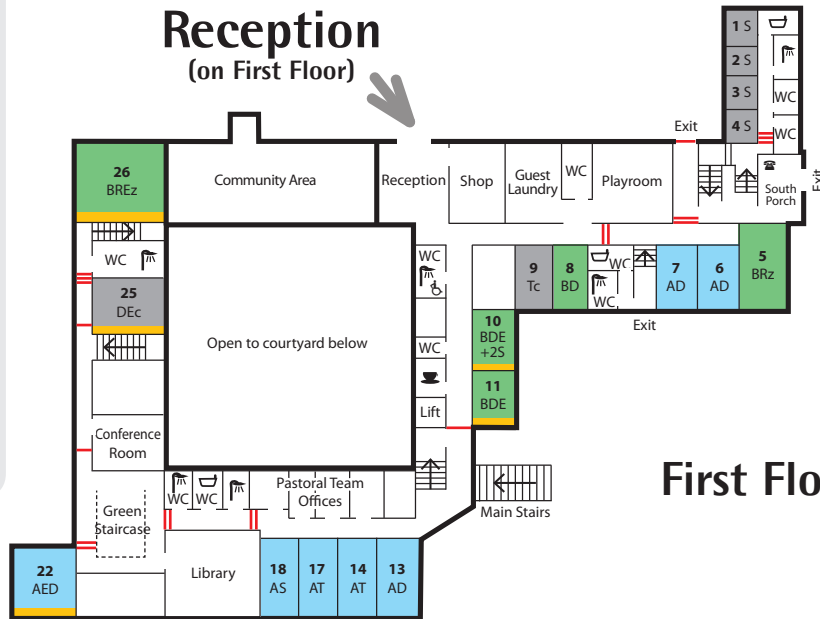 Reception
(on First Floor)
1 S
2 S
3 S
4 S
WC
WC
Exit
26
BREz
Community Area
Reception
Shop
Guest
Laundry
WC
Playroom
South
Porch
Exit
WC
25
DEc
WC
9
Tc
8
BD
WC
WC
7
AD
6
AD
5
BRz
Exit
Open to courtyard below
10
BDE
+2S
WC
11
BDE
Lift
Conference
Room
WC
WC
Pastoral Team
Offices
Main Stairs
First Flo
Green
Staircase
22
AED
Library
18
AS
17
AT
14
AT
13
AD